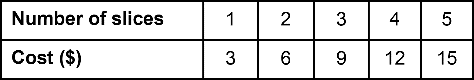 Number of slices 1 2 3 4 5
Cost ($) 3 6 9 12 15